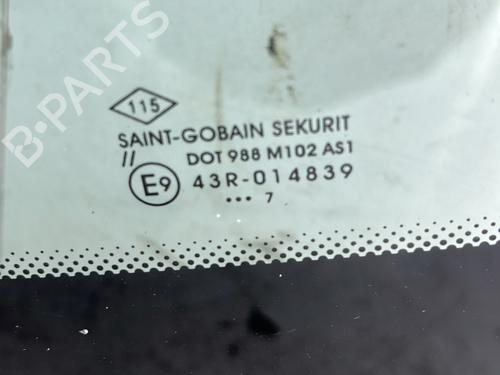 B-PARTS
115
SAINT-GOBAIN SEKURIT
// DOT 988 M102 AS1
E9 43R-014839
••• 7